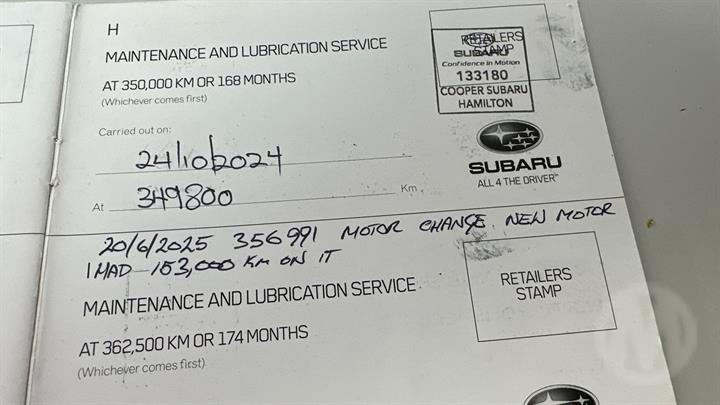 H
MAINTENANCE AND LUBRICATION SERVICE
AT 350,000 KM OR 168 MONTHS
(Whichever comes first)
RETAILERS
STAMP
SUBARU
Confidence in Motion
133180
COOPER SUBARU
HAMILTON
Carried out on:
24/10/2024
At 349800 Km
SUBARU
ALL 4 THE DRIVER™
20/6/2025 356991 MOTOR CHANGE. NEW MOTOR
HAD 153,000 KM ON IT
MAINTENANCE AND LUBRICATION SERVICE
AT 362,500 KM OR 174 MONTHS
(Whichever comes first)
RETAILERS
STAMP